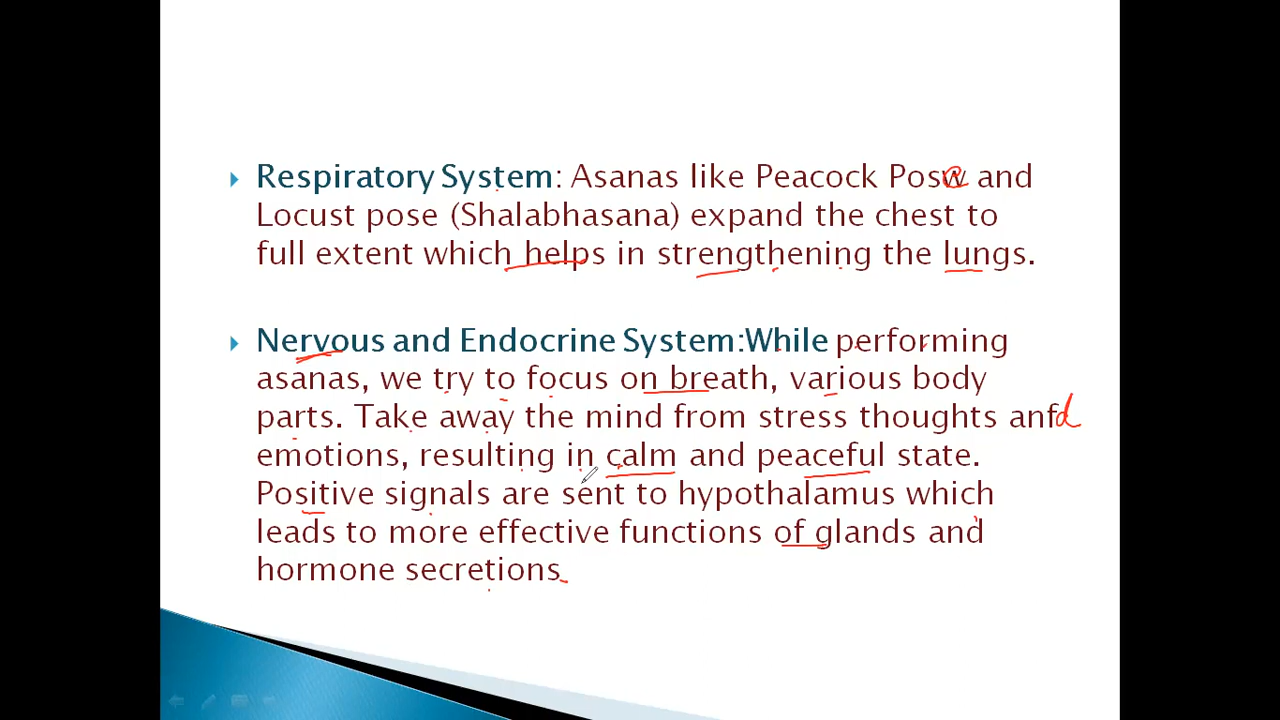 Respiratory System: Asanas like Peacock Posw and
Locust pose (Shalabhasana) expand the chest to
full extent which helps in strengthening the lungs.
Nervous and Endocrine System:While performing
asanas, we try to focus on breath, various body
parts. Take away the mind from stress thoughts anfd
emotions, resulting in calm and peaceful state.
Positive signals are sent to hypothalamus which
leads to more effective functions of glands and
hormone secretions.